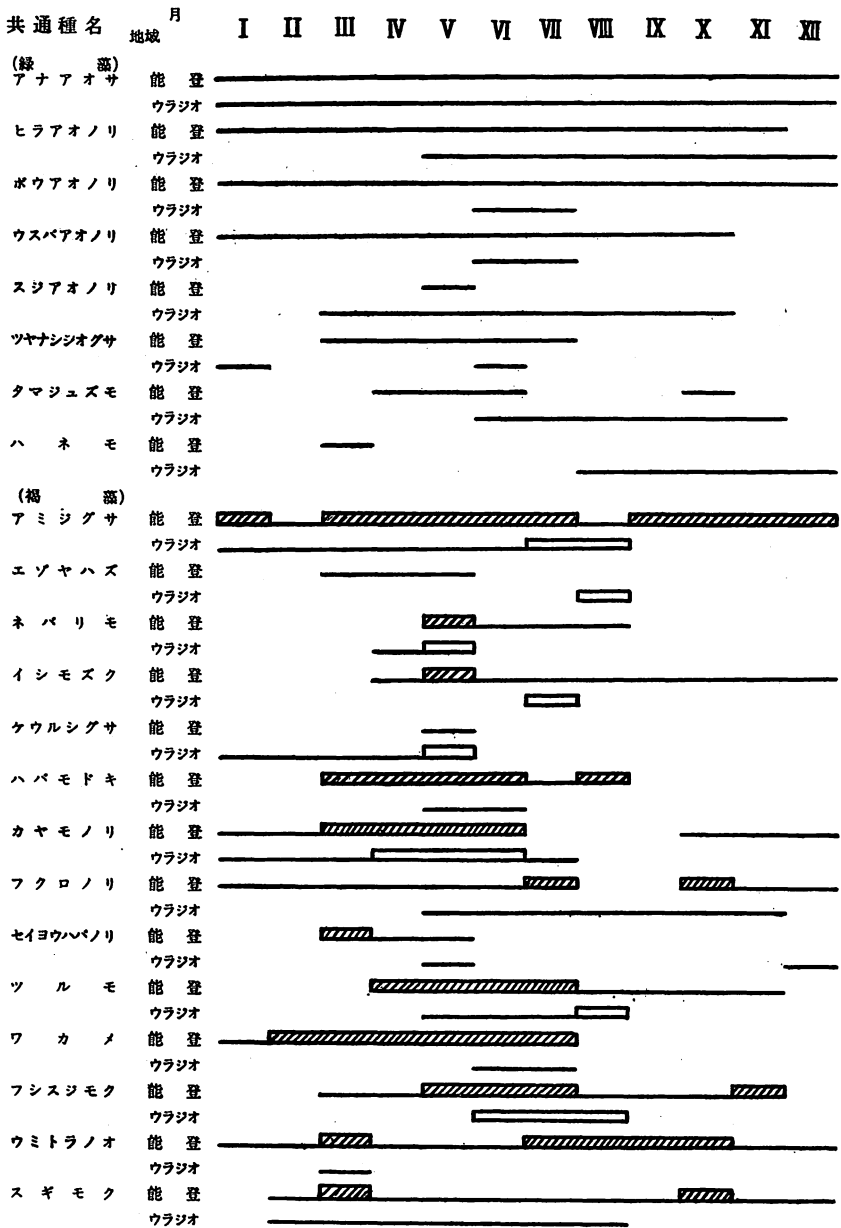 共通種名 地域 月 I II III IV V VI VII VIII IX X XI XII
(緑藻)
アナアオサ 能登
ウラジオ
ヒラアオノリ 能登
ウラジオ
ボウアオノリ 能登
ウラジオ
ウスバアオノリ 能登
ウラジオ
スジアオノリ 能登
ウラジオ
ツヤナシシオグサ 能登
ウラジオ
タマジュズモ 能登
ウラジオ
ハネモ 能登
ウラジオ
(褐藻)
アミジグサ 能登
ウラジオ
エゾヤハズ 能登
ウラジオ
ネバリモ 能登
ウラジオ
イシモズク 能登
ウラジオ
ケウルシグサ 能登
ウラジオ
ハバモドキ 能登
ウラジオ
カヤモノリ 能登
ウラジオ
フクロノリ 能登
ウラジオ
セイヨウハバノリ 能登
ウラジオ
ツルモ 能登
ウラジオ
ワカメ 能登
ウラジオ
フシスジモク 能登
ウラジオ
ウミトラノオ 能登
ウラジオ
スギモク 能登
ウラジオ